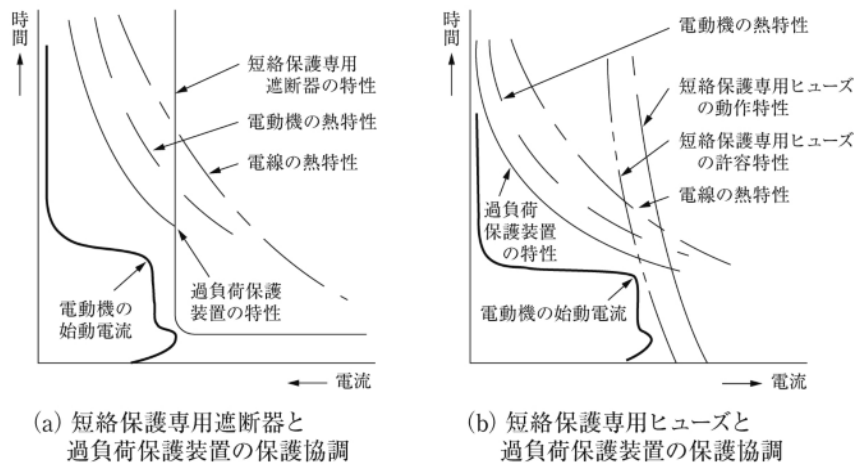 時間
短絡保護専用
遮断器の特性
電動機の熱特性
電線の熱特性
過負荷保護
装置の特性
電動機の
始動電流
電流
(a) 短絡保護専用遮断器と
過負荷保護装置の保護協調
時間
電動機の熱特性
短絡保護専用ヒューズ
の動作特性
短絡保護専用ヒューズ
の許容特性
電線の熱特性
過負荷
保護装置
の特性
電動機の始動電流
電流
(b) 短絡保護専用ヒューズと
過負荷保護装置の保護協調